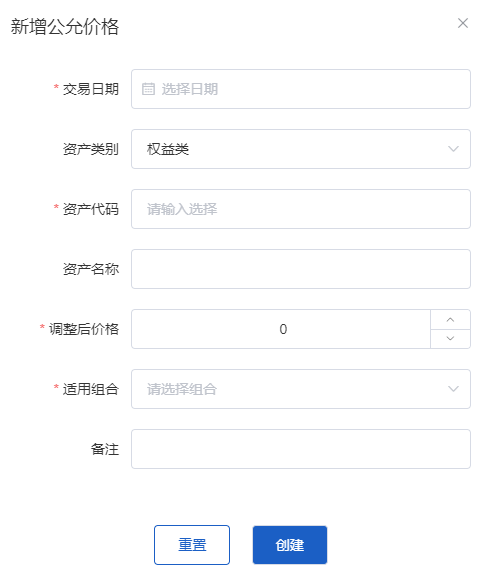 新增公允价格
* 交易日期 选择日期
资产类别 权益类
* 资产代码 请输入选择
资产名称
* 调整后价格 0
* 适用组合 请选择组合
备注
重置 创建